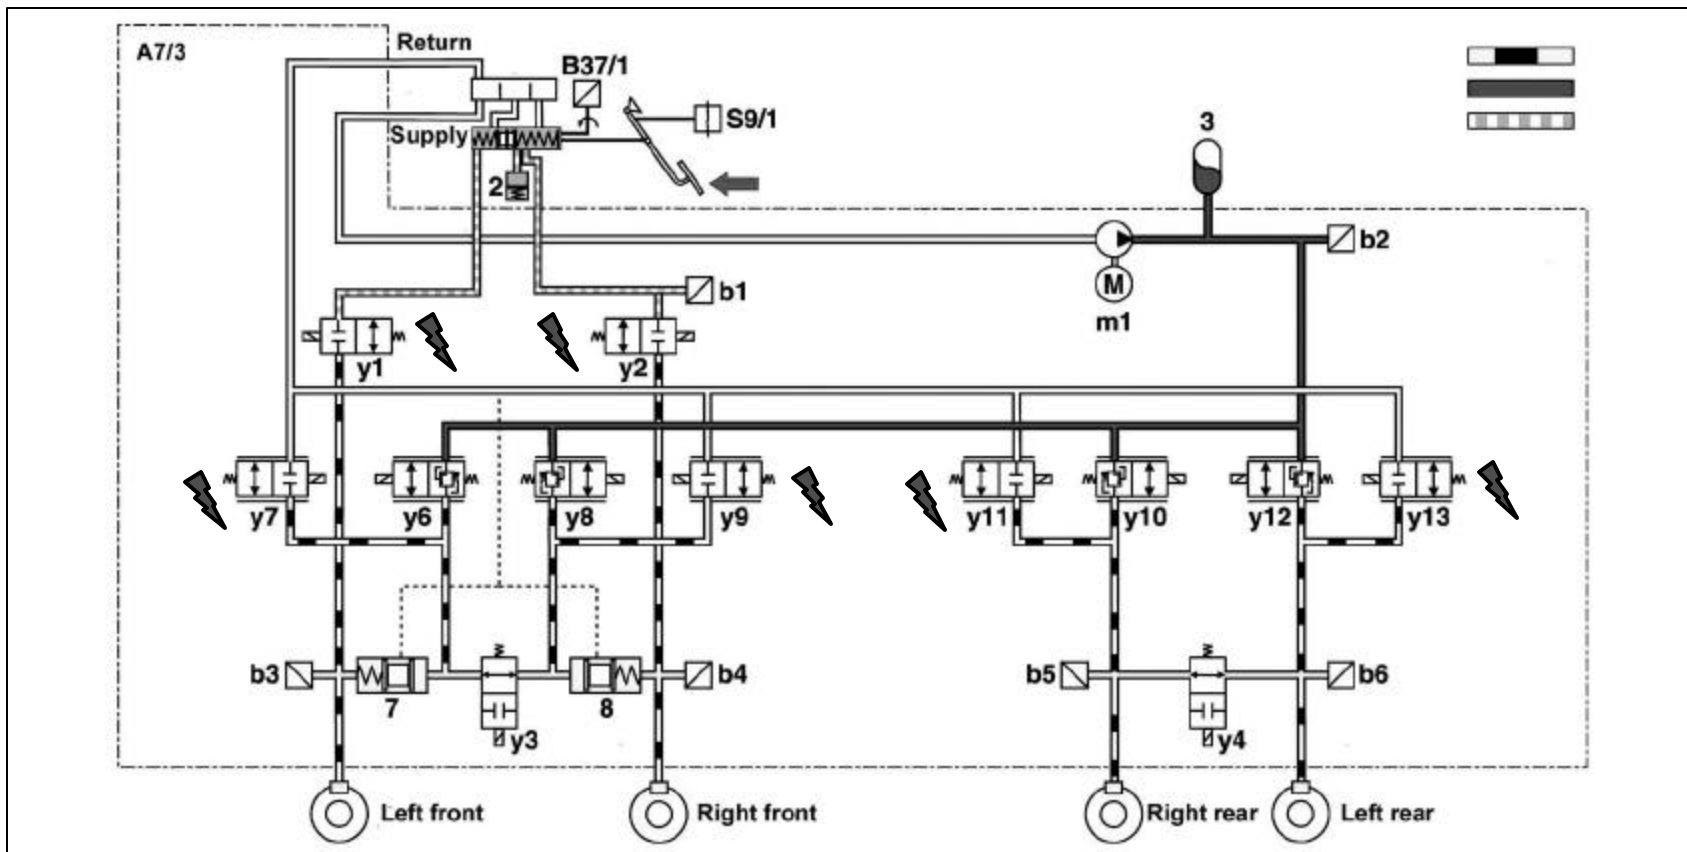 A7/3
Return
B37/1
Supply
S9/1
2
3
b2
M
m1
b1
y1
y2
y7
y6
y8
y9
y11
y10
y12
y13
b3
7
8
b4
y3
b5
b6
y4
Left front
Right front
Right rear
Left rear